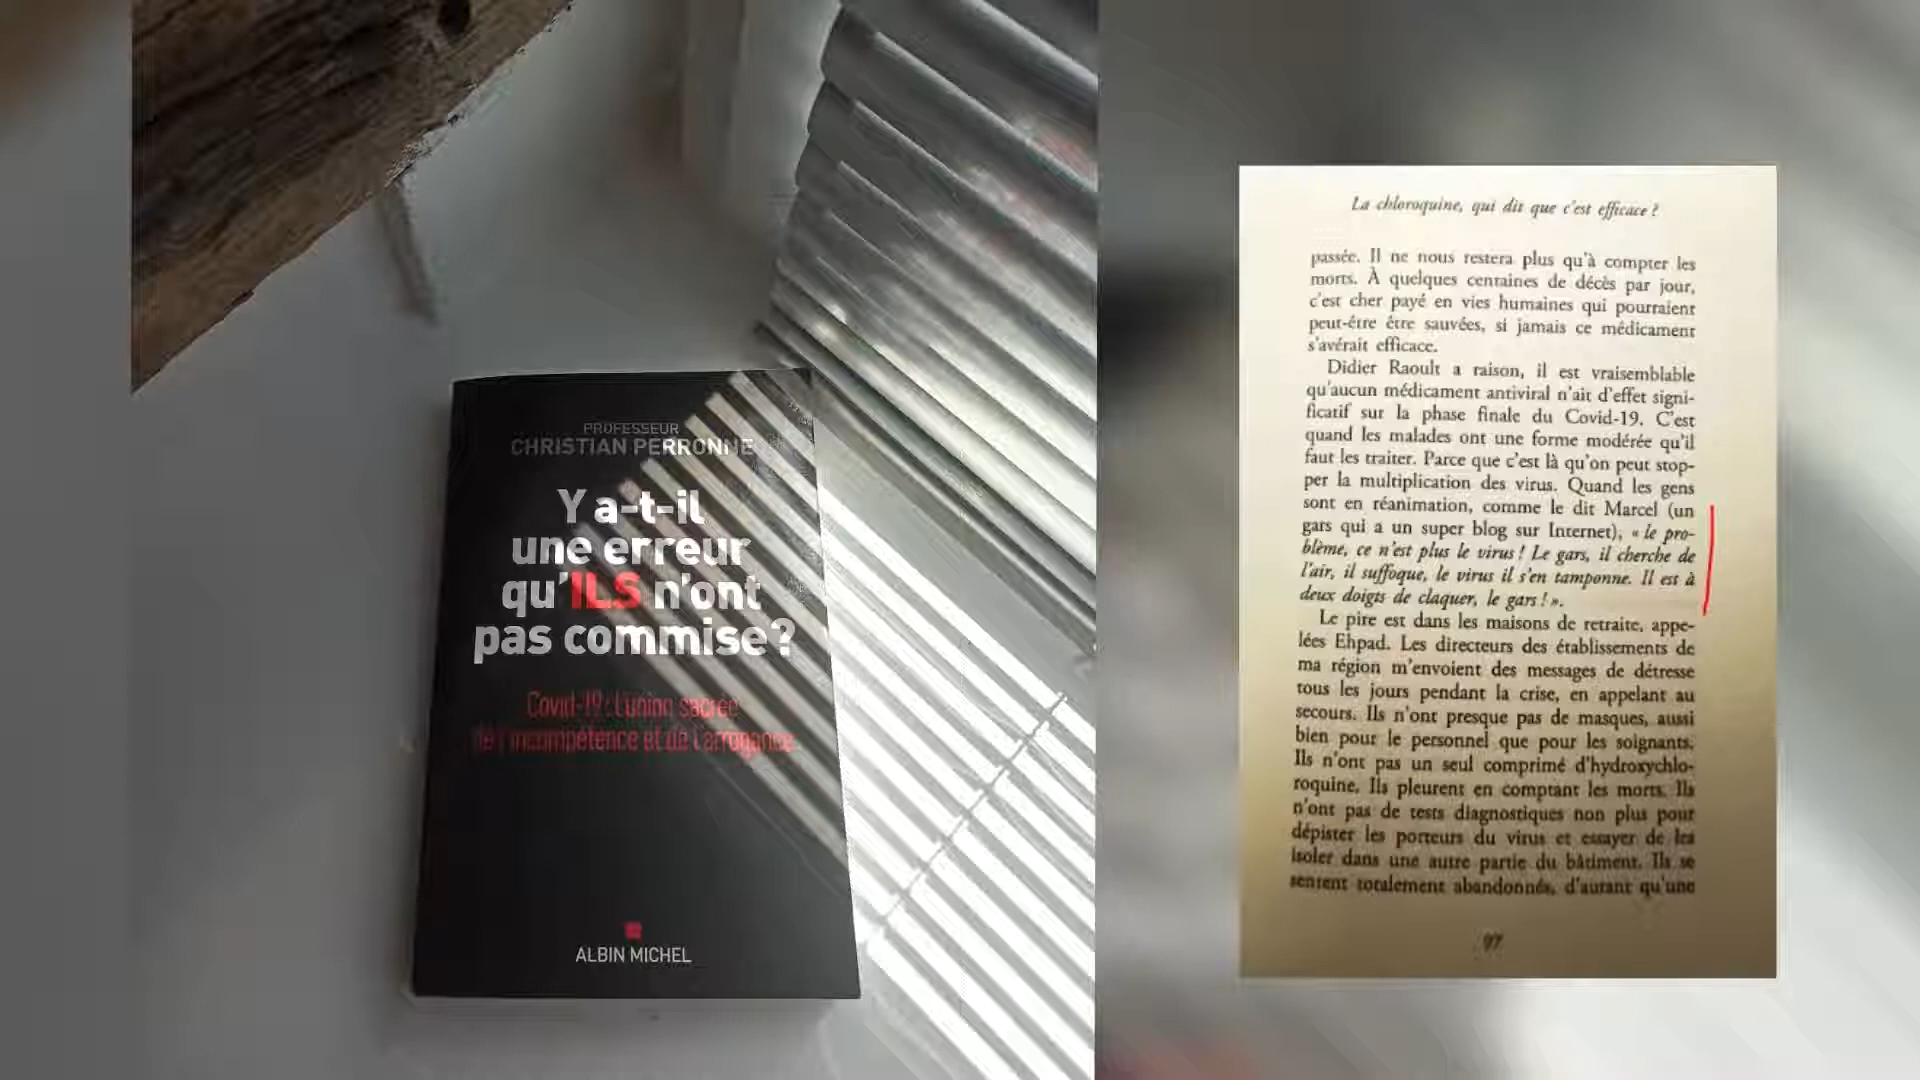 PROFESSEUR
CHRISTIAN PERRONNE
Y a-t-il
une erreur
qu'ILS n'ont
pas commise ?
Covid-19 : L'union sacrée
de l'incompétence et de l'arrogance
ALBIN MICHEL
La chloroquine, qui dit que c'est efficace ?
passée. Il ne nous restera plus qu'à compter les
morts. À quelques centaines de décès par jour,
c'est cher payé en vies humaines qui pourraient
peut-être être sauvées, si jamais ce médicament
s'avérait efficace.
Didier Raoult a raison, il est vraisemblable
qu'aucun médicament antiviral n'ait d'effet signi-
ficatif sur la phase finale du Covid-19. C'est
quand les malades ont une forme modérée qu'il
faut les traiter. Parce que c'est là qu'on peut stop-
per la multiplication des virus. Quand les gens
sont en réanimation, comme le dit Marcel (un
gars qui a un super blog sur Internet), « le pro-
blème, ce n'est plus le virus ! Le gars, il cherche de
l'air, il suffoque, le virus il s'en tamponne. Il est à
deux doigts de claquer, le gars ! ».
Le pire est dans les maisons de retraite, appe-
lées Ehpad. Les directeurs des établissements de
ma région m'envoient des messages de détresse
tous les jours pendant la crise, en appelant au
secours. Ils n'ont presque pas de masques, aussi
bien pour le personnel que pour les soignants.
Ils n'ont pas un seul comprimé d'hydroxychlo-
roquine. Ils pleurent en comptant les morts. Ils
n'ont pas de tests diagnostiques non plus pour
dépister les porteurs du virus et essayer de les
isoler dans une autre partie du bâtiment. Ils se
sentent totalement abandonnés, d'autant qu'une
97